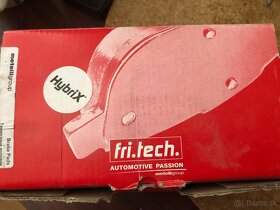 metelligroup
HybriX
Brake Pads
fri.tech.
AUTOMOTIVE PASSION
metelligroup
© Bazos.sk